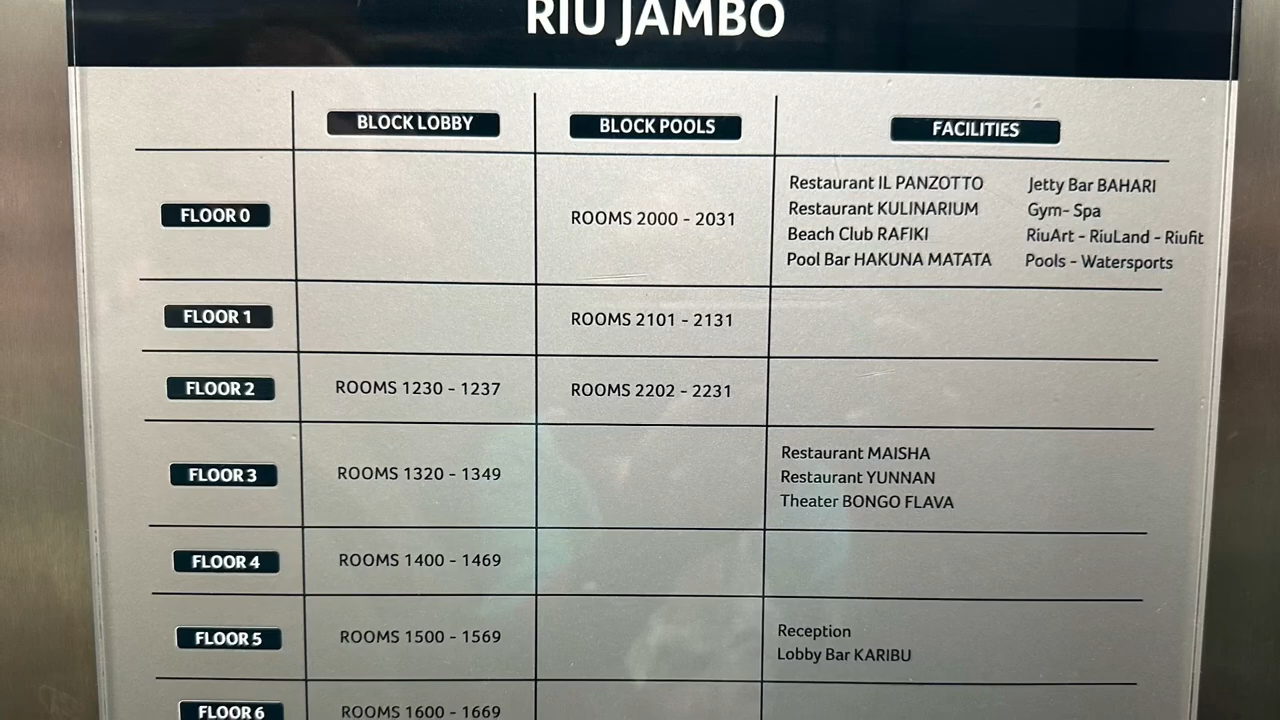 RIU JAMBO
BLOCK LOBBY BLOCK POOLS FACILITIES
FLOOR 0 ROOMS 2000 - 2031
Restaurant IL PANZOTTO Jetty Bar BAHARI
Restaurant KULINARIUM Gym- Spa
Beach Club RAFIKI RiuArt - RiuLand - Riufit
Pool Bar HAKUNA MATATA Pools - Watersports
FLOOR 1 ROOMS 2101 - 2131
FLOOR 2 ROOMS 1230 - 1237 ROOMS 2202 - 2231
FLOOR 3 ROOMS 1320 - 1349
Restaurant MAISHA
Restaurant YUNNAN
Theater BONGO FLAVA
FLOOR 4 ROOMS 1400 - 1469
FLOOR 5 ROOMS 1500 - 1569
Reception
Lobby Bar KARIBU
FLOOR 6 ROOMS 1600 - 1669